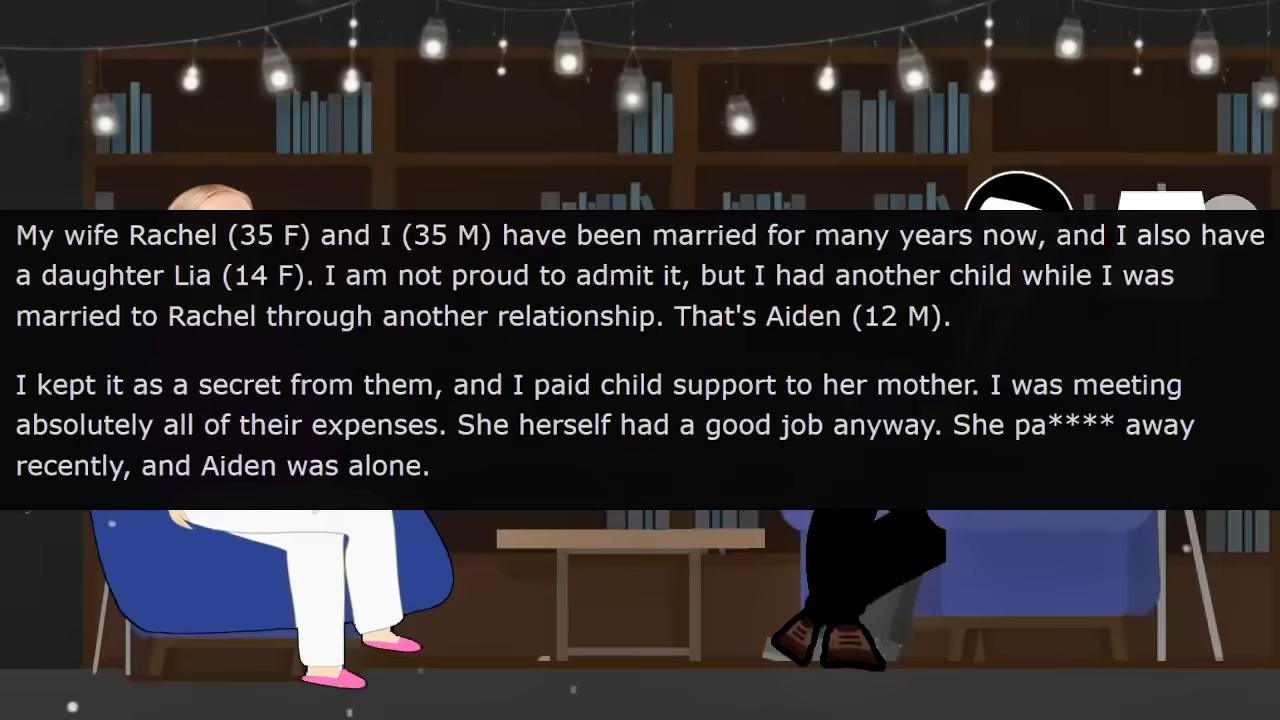 My wife Rachel (35 F) and I (35 M) have been married for many years now, and I also have
a daughter Lia (14 F). I am not proud to admit it, but I had another child while I was
married to Rachel through another relationship. That's Aiden (12 M).
I kept it as a secret from them, and I paid child support to her mother. I was meeting
absolutely all of their expenses. She herself had a good job anyway. She pa**** away
recently, and Aiden was alone.